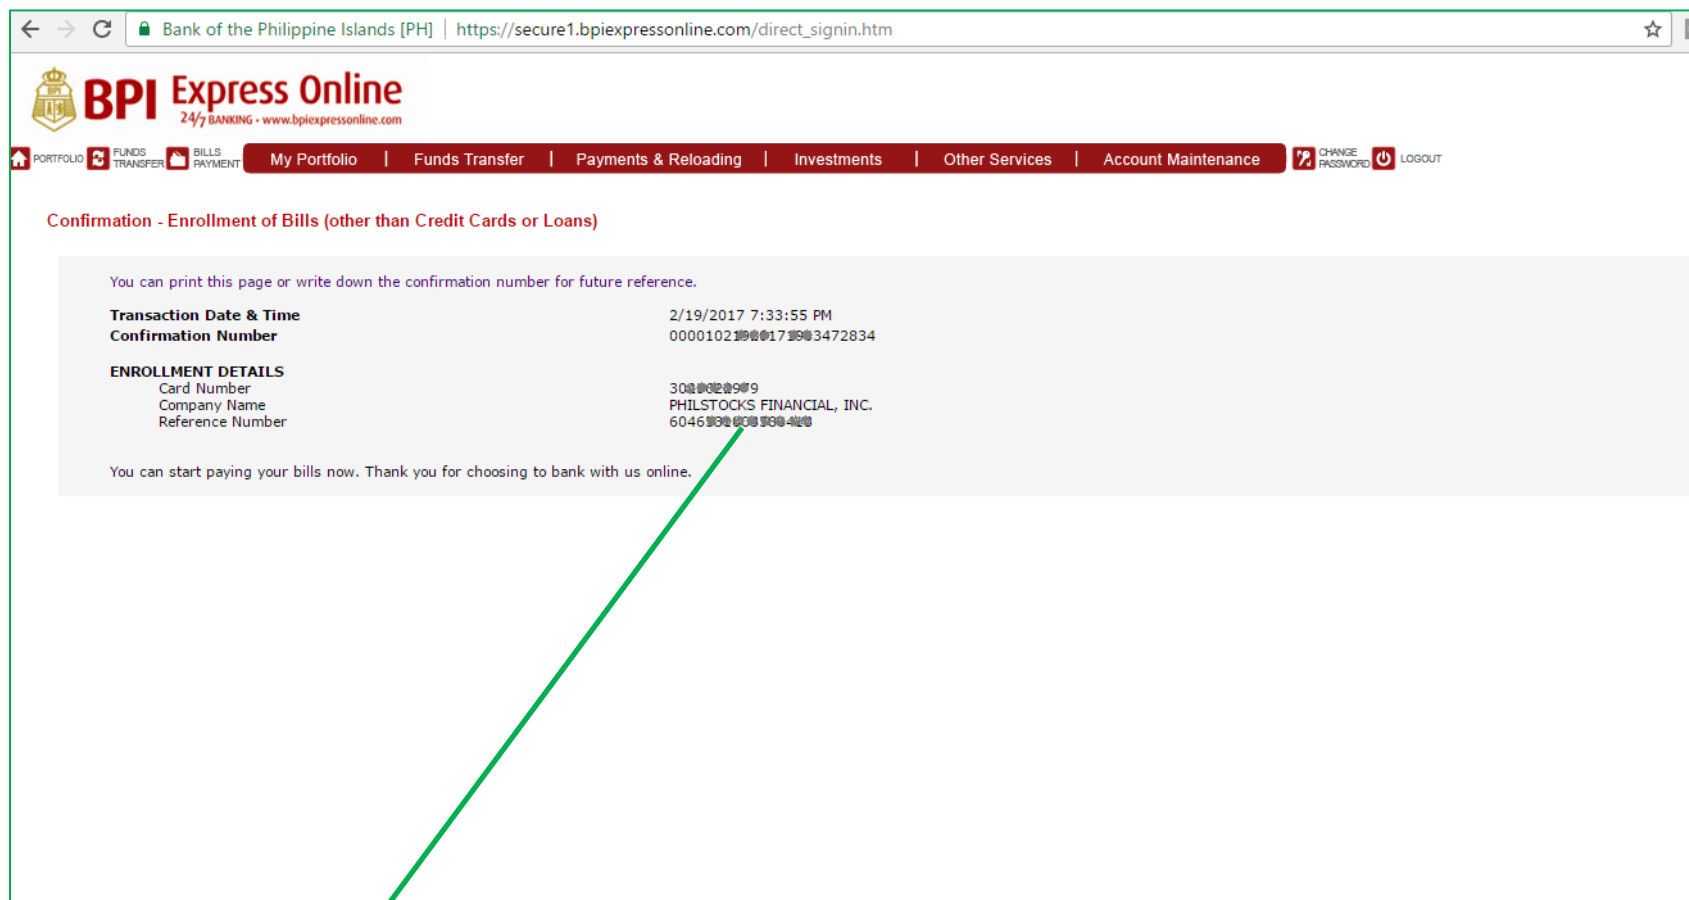 Bank of the Philippine Islands [PH] | https://secure1.bpiexpressonline.com/direct_signin.htm
BPI Express Online
24/7 BANKING • www.bpiexpressonline.com
PORTFOLIO FUNDS TRANSFER BILLS PAYMENT My Portfolio | Funds Transfer | Payments & Reloading | Investments | Other Services | Account Maintenance CHANGE PASSWORD LOGOUT
Confirmation - Enrollment of Bills (other than Credit Cards or Loans)
You can print this page or write down the confirmation number for future reference.
Transaction Date & Time 2/19/2017 7:33:55 PM
Confirmation Number
ENROLLMENT DETAILS
Card Number
Company Name PHILSTOCKS FINANCIAL, INC.
Reference Number
You can start paying your bills now. Thank you for choosing to bank with us online.